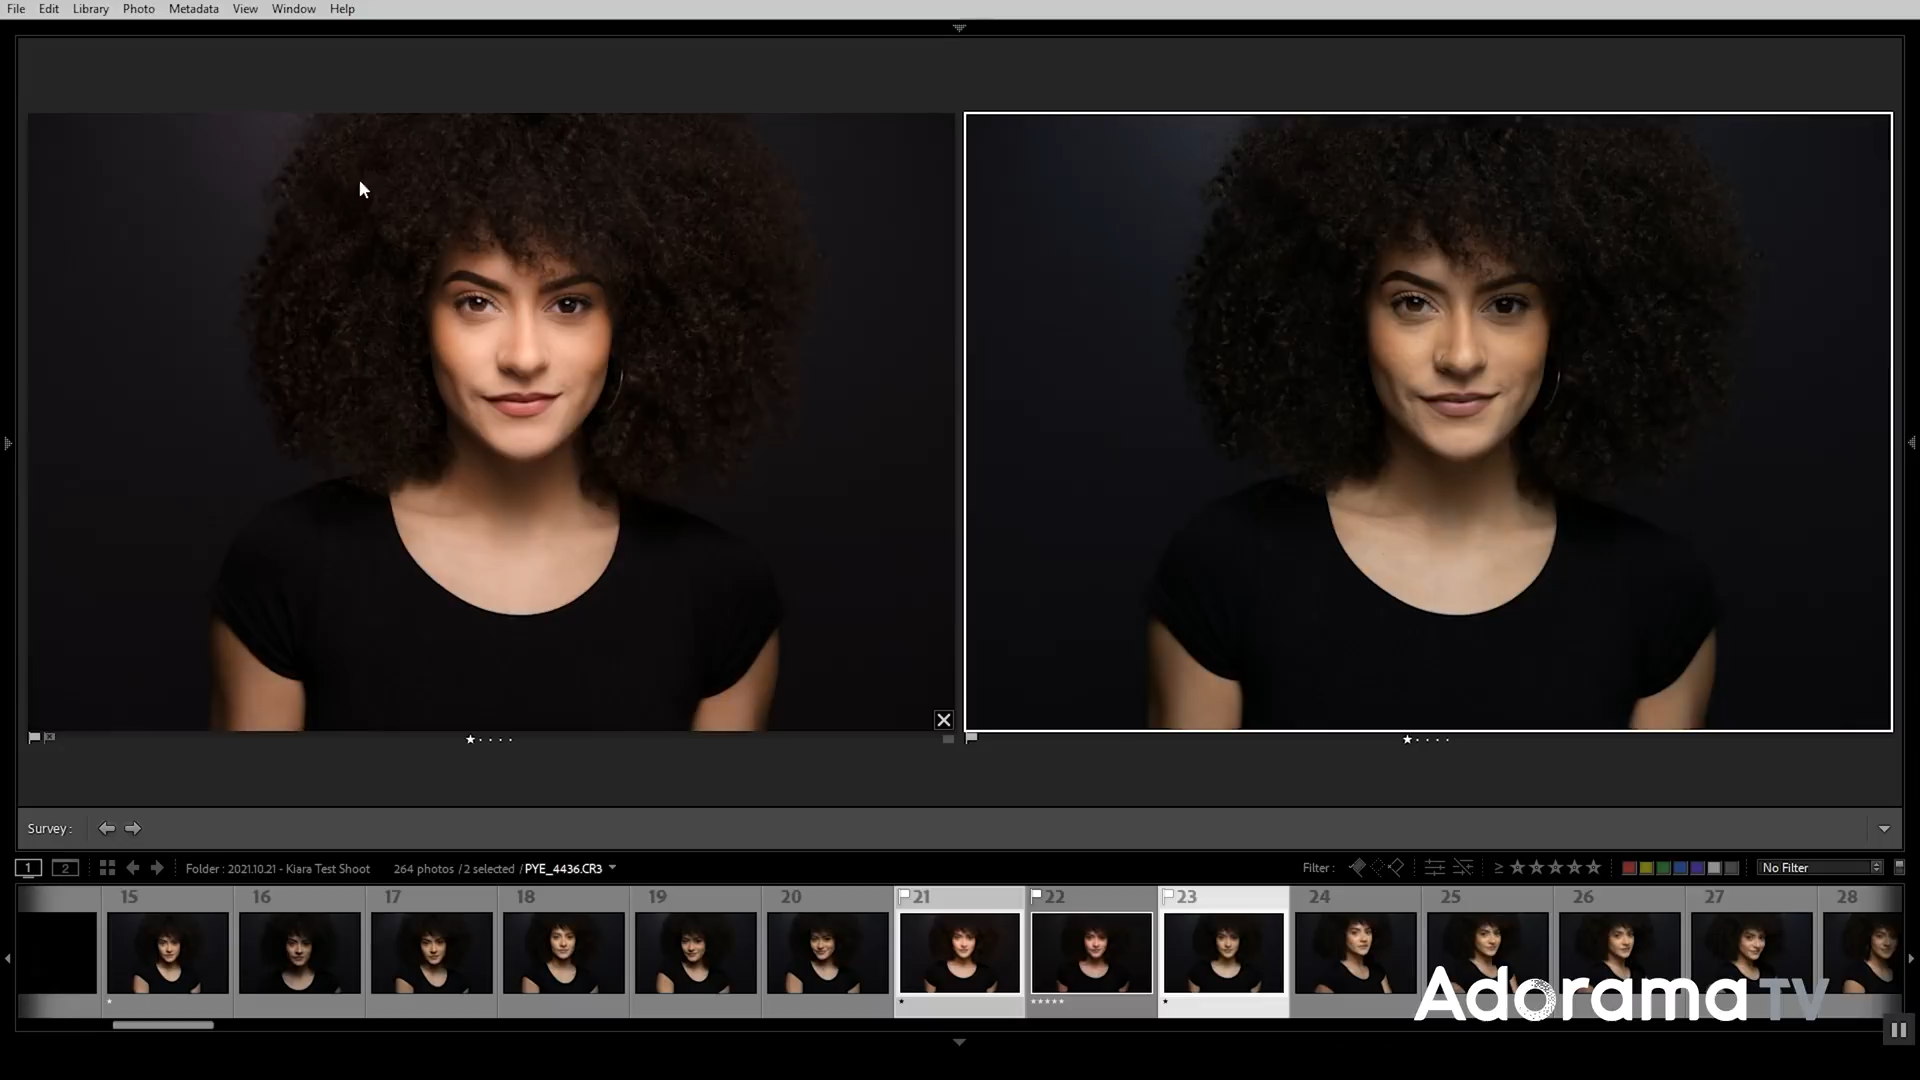 File Edit Library Photo Metadata View Window Help
Survey :
1 2 Folder : 2021.10.21 - Kiara Test Shoot 264 photos / 2 selected / PYE_4436.CR3 Filter : ≥ No Filter
15 16 17 18 19 20 21 22 23 24 25 26 27 28
Adorama TV